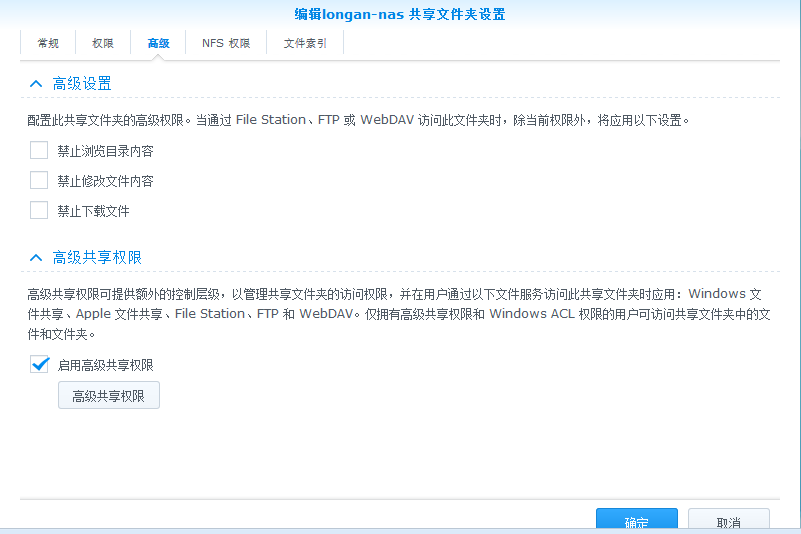 编辑longan-nas 共享文件夹设置
常规 权限 高级 NFS 权限 文件索引
高级设置
配置此共享文件夹的高级权限。当通过 File Station、FTP 或 WebDAV 访问此文件夹时，除当前权限外，将应用以下设置。
禁止浏览目录内容
禁止修改文件内容
禁止下载文件
高级共享权限
高级共享权限可提供额外的控制层级，以管理共享文件夹的访问权限，并在用户通过以下文件服务访问此共享文件夹时应用：Windows 文
件共享、Apple 文件共享、File Station、FTP 和 WebDAV。仅拥有高级共享权限和 Windows ACL 权限的用户可访问共享文件夹中的文
件和文件夹。
启用高级共享权限
高级共享权限
确定 取消